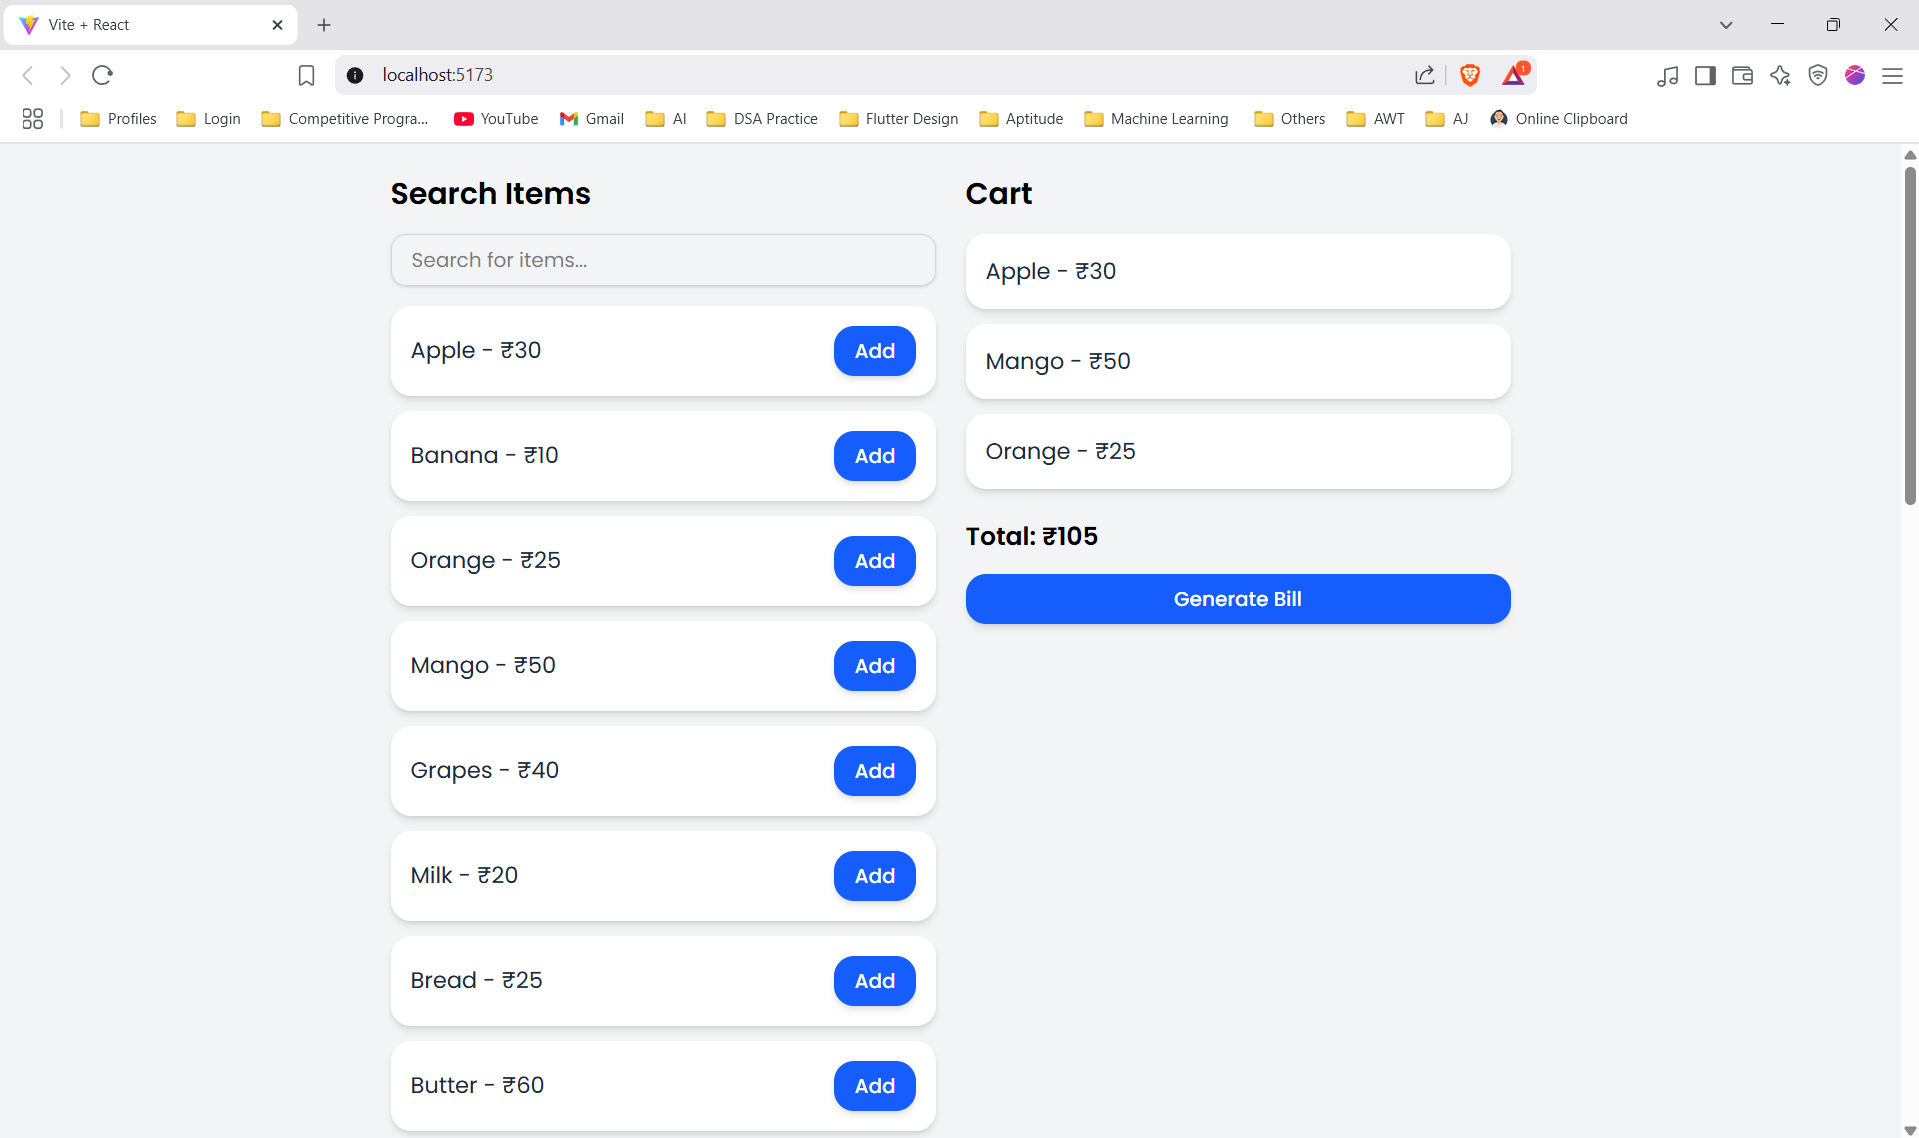 Vite + React
localhost:5173
1
Profiles
Login
Competitive Progra...
YouTube
Gmail
AI
DSA Practice
Flutter Design
Aptitude
Machine Learning
Others
AWT
AJ
Online Clipboard
Search Items
Search for items...
Apple - ₹30
Add
Banana - ₹10
Add
Orange - ₹25
Add
Mango - ₹50
Add
Grapes - ₹40
Add
Milk - ₹20
Add
Bread - ₹25
Add
Butter - ₹60
Add
Cart
Apple - ₹30
Mango - ₹50
Orange - ₹25
Total: ₹105
Generate Bill